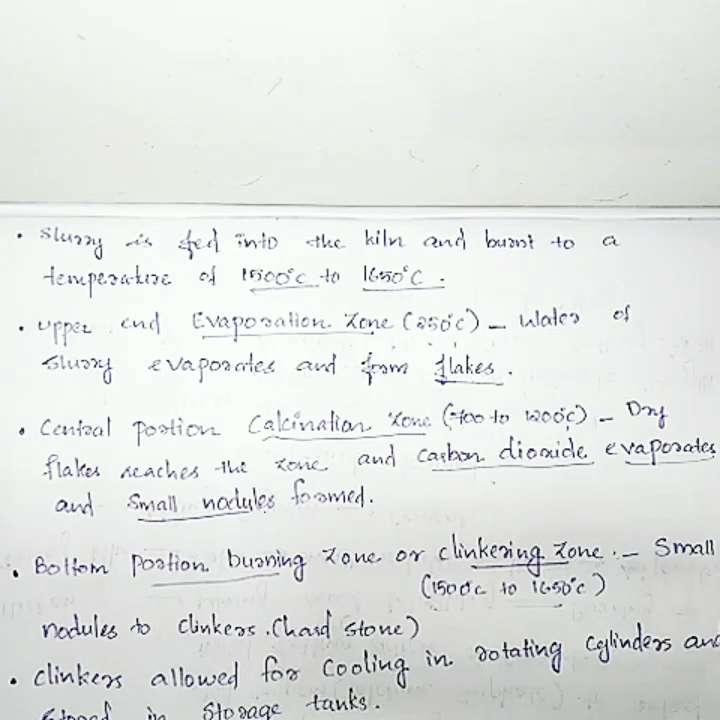 • Slurry is fed into the kiln and burnt to a
temperature of 1500°C to 1650°C.
• Upper end Evaporation Zone (250°C) - Water of
slurry evaporates and form flakes.
• Central portion Calcination Zone (700 to 1200°C) - Dry
flakes reaches the zone and carbon dioxide evaporates
and small nodules formed.
• Bottom portion burning zone or clinkering zone. - Small
(1500°C to 1650°C)
nodules to clinkers. (hard stone)
• Clinkers allowed for cooling in rotating cylinders and
stored in storage tanks.